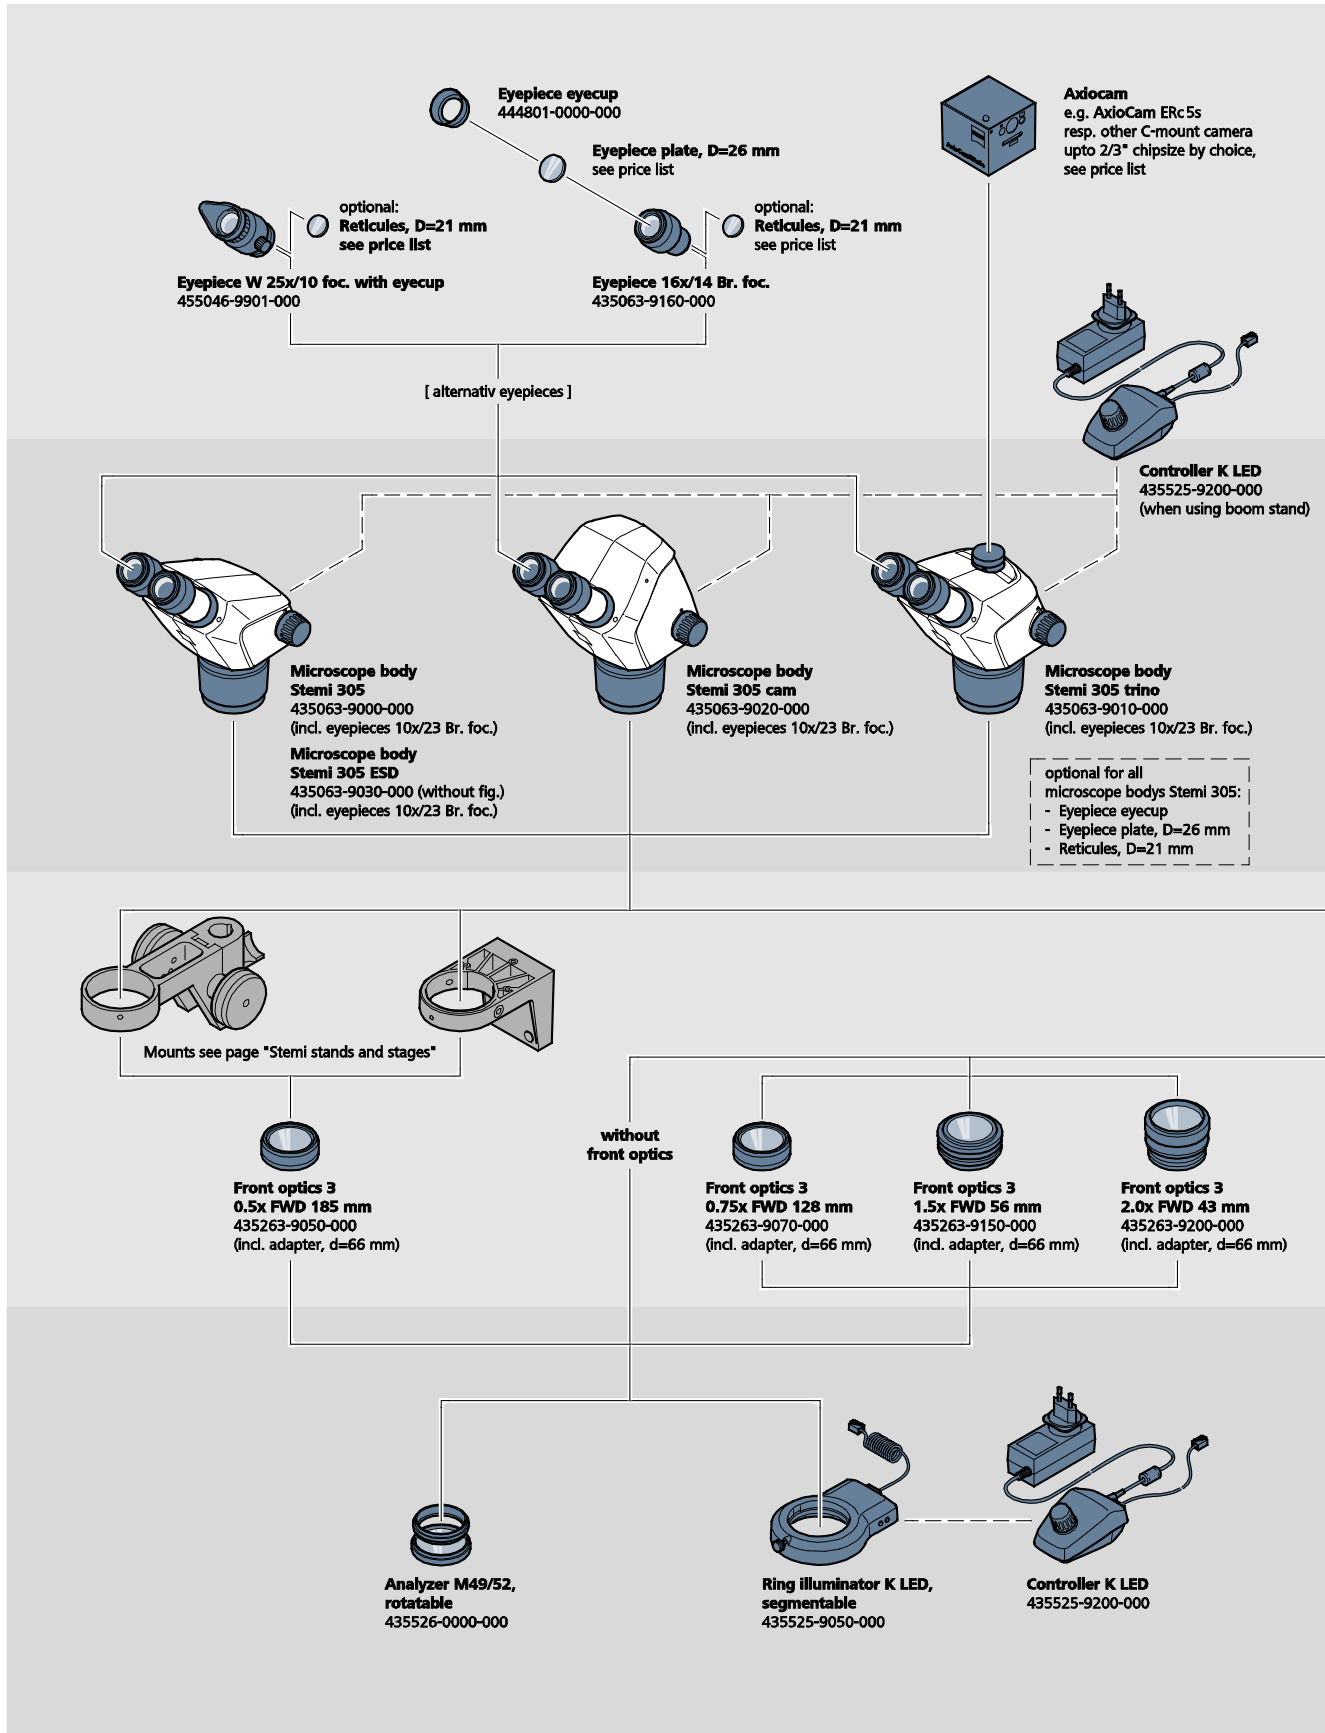 Eyepiece eyecup
444801-0000-000
Eyepiece plate, D=26 mm
see price list
Axiocam
e.g. AxioCam ERc5s
resp. other C-mount camera
upto 2/3" chipsize by choice,
see price list
optional:
Reticules, D=21 mm
see price list
optional:
Reticules, D=21 mm
see price list
Eyepiece W 25x/10 foc. with eyecup
455046-9901-000
Eyepiece 16x/14 Br. foc.
435063-9160-000
[ alternativ eyepieces ]
Controller K LED
435525-9200-000
(when using boom stand)
Microscope body
Stemi 305
435063-9000-000
(incl. eyepieces 10x/23 Br. foc.)
Microscope body
Stemi 305 ESD
435063-9030-000 (without fig.)
(incl. eyepieces 10x/23 Br. foc.)
Microscope body
Stemi 305 cam
435063-9020-000
(incl. eyepieces 10x/23 Br. foc.)
Microscope body
Stemi 305 trino
435063-9010-000
(incl. eyepieces 10x/23 Br. foc.)
optional for all
microscope bodys Stemi 305:
- Eyepiece eyecup
- Eyepiece plate, D=26 mm
- Reticules, D=21 mm
Mounts see page "Stemi stands and stages"
without
front optics
Front optics 3
0.5x FWD 185 mm
435263-9050-000
(incl. adapter, d=66 mm)
Front optics 3
0.75x FWD 128 mm
435263-9070-000
(incl. adapter, d=66 mm)
Front optics 3
1.5x FWD 56 mm
435263-9150-000
(incl. adapter, d=66 mm)
Front optics 3
2.0x FWD 43 mm
435263-9200-000
(incl. adapter, d=66 mm)
Analyzer M49/52,
rotatable
435526-0000-000
Ring illuminator K LED,
segmentable
435525-9050-000
Controller K LED
435525-9200-000